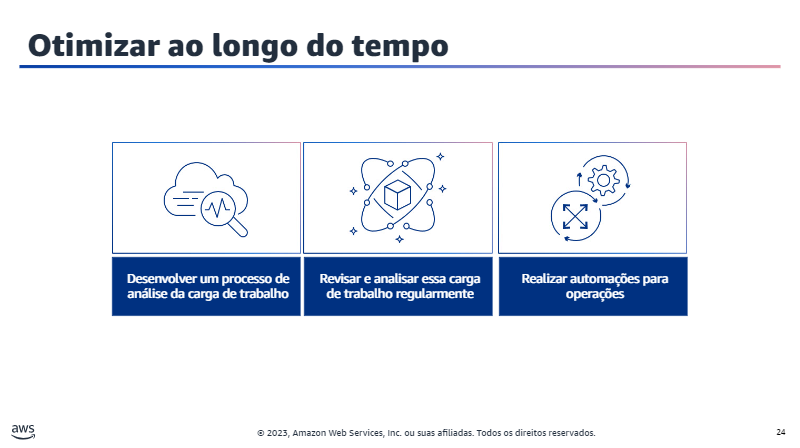 Otimizar ao longo do tempo
Desenvolver um processo de
análise da carga de trabalho
Revisar e analisar essa carga
de trabalho regularmente
Realizar automações para
operações
aws
© 2023, Amazon Web Services, Inc. ou suas afiliadas. Todos os direitos reservados.
24